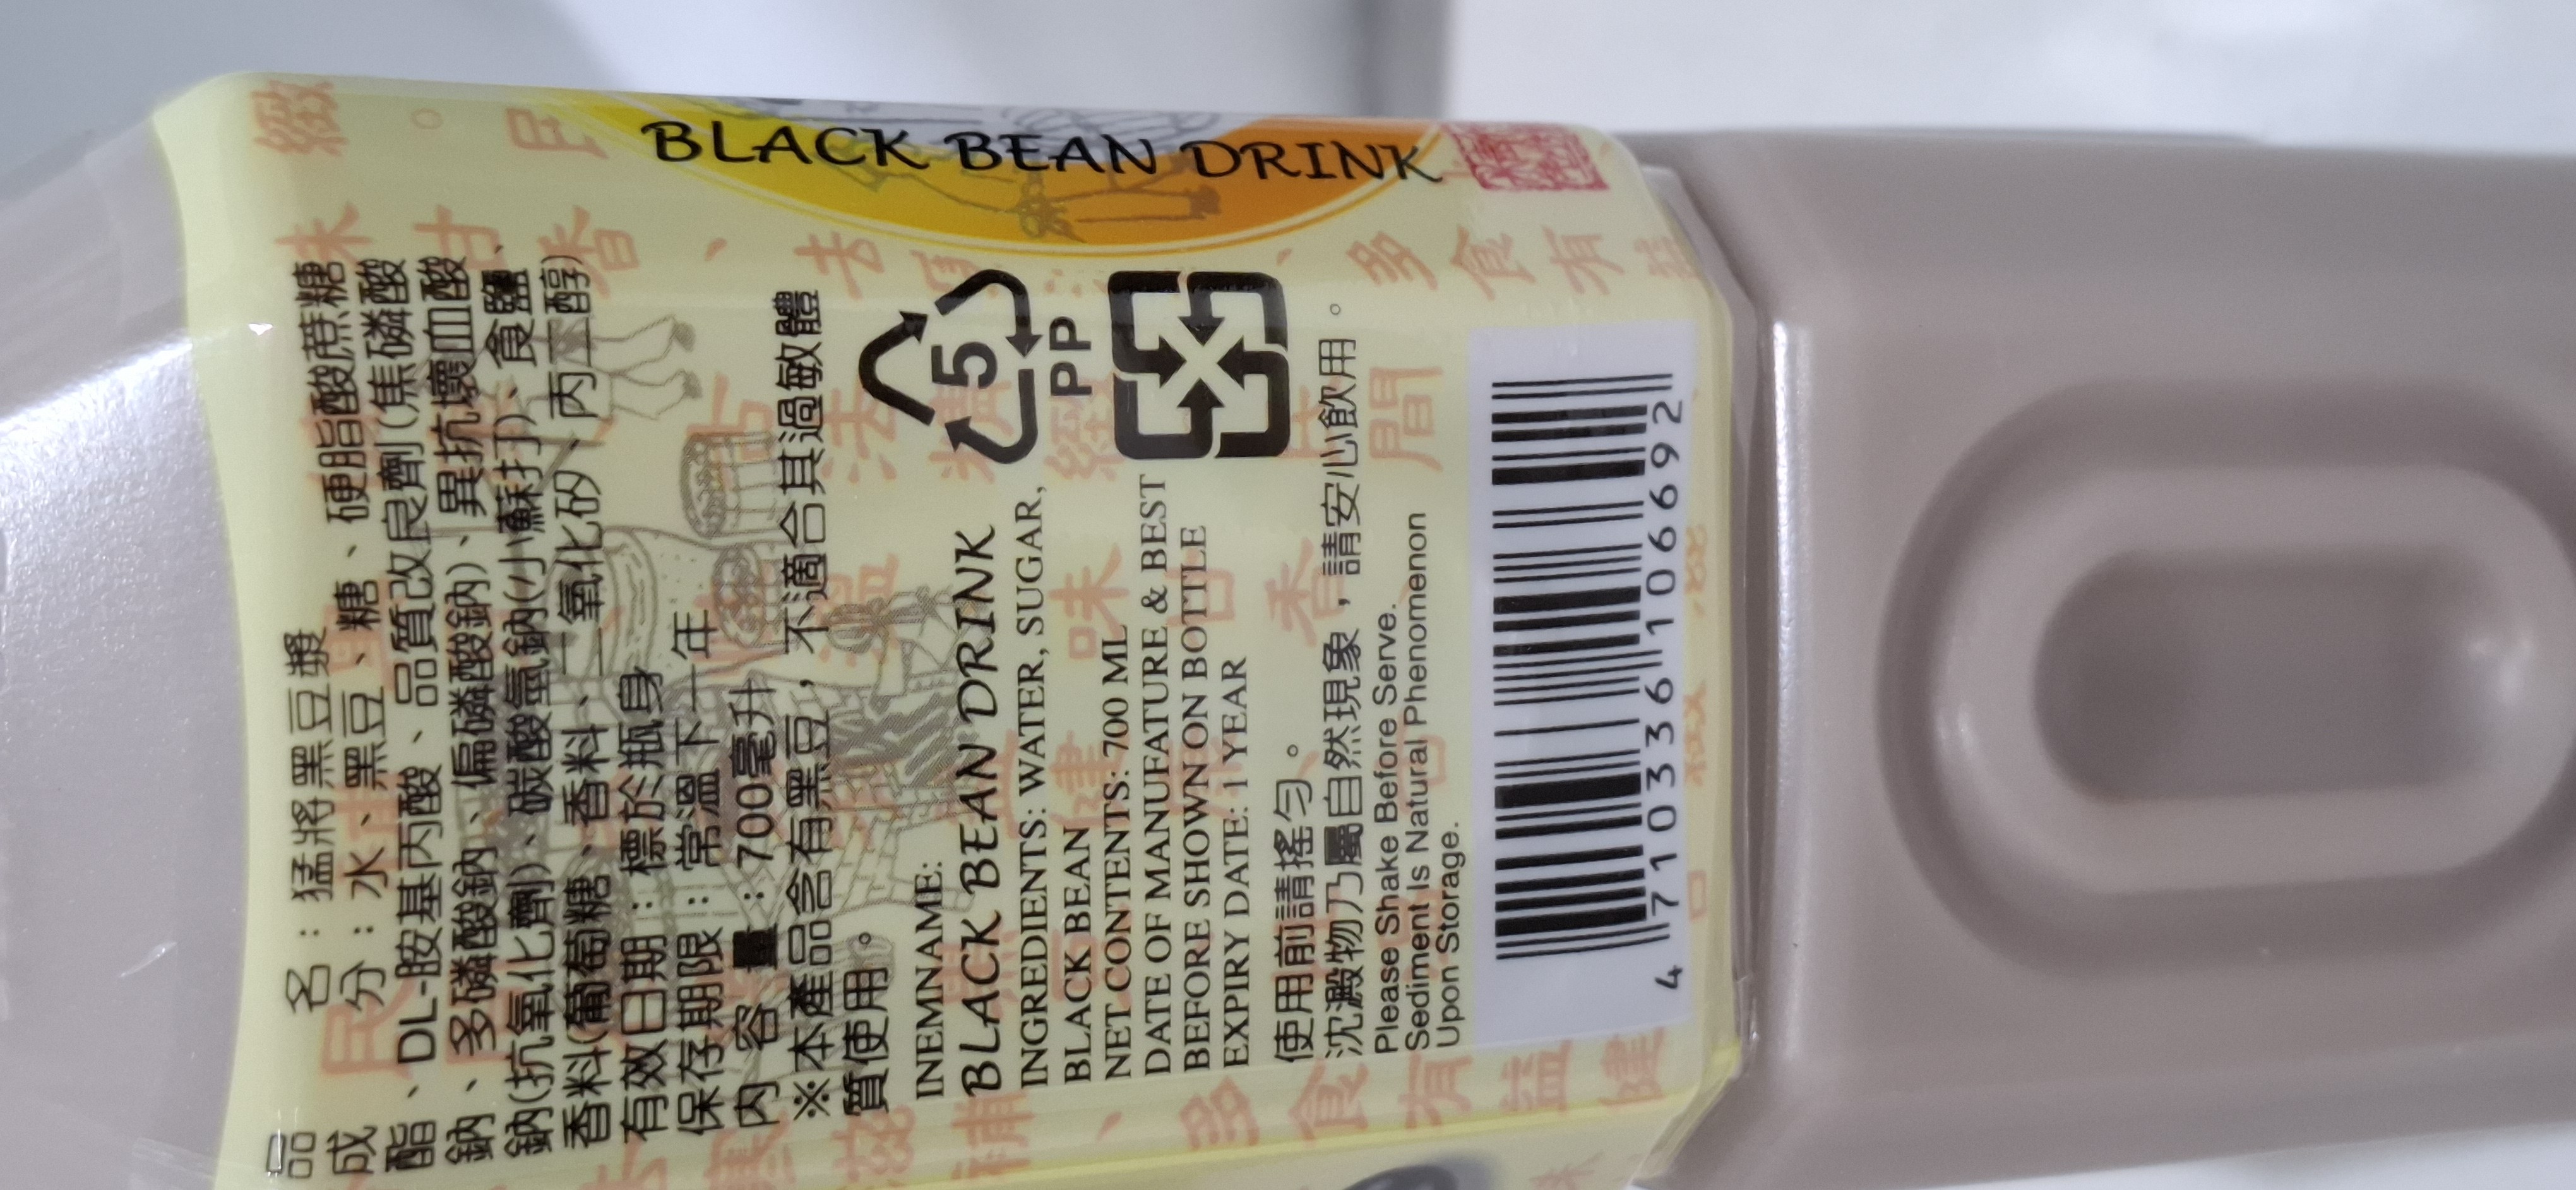 BLACK BEAN DRINK
品名：猛將黑豆漿
成分：水、黑豆、糖、硬脂酸蔗糖
酯、DL-胺基丙酸、品質改良劑(焦磷酸
鈉、多磷酸鈉、偏磷酸鈉)、異抗壞血酸
鈉(抗氧化劑)、碳酸氫鈉(小蘇打)、食鹽、
香料(葡萄糖、香料、二氧化矽、丙二醇)
有效日期：標於瓶身
保存期限：常溫下一年
內容量：700毫升
※本產品含有黑豆，不適合其過敏體
質使用。
INEMNAME:
BLACK BEAN DRINK
INGREDIENTS: WATER, SUGAR,
BLACK BEAN
NET CONTENTS: 700 ML
DATE OF MANUFEATURE & BEST
BEFORE SHOWN ON BOTTLE
EXPIRY DATE: 1 YEAR
5
PP
使用前請搖勻。
沈澱物乃屬自然現象，請安心飲用。
Please Shake Before Serve.
Sediment Is Natural Phenomenon
Upon Storage.
4 710336 106692